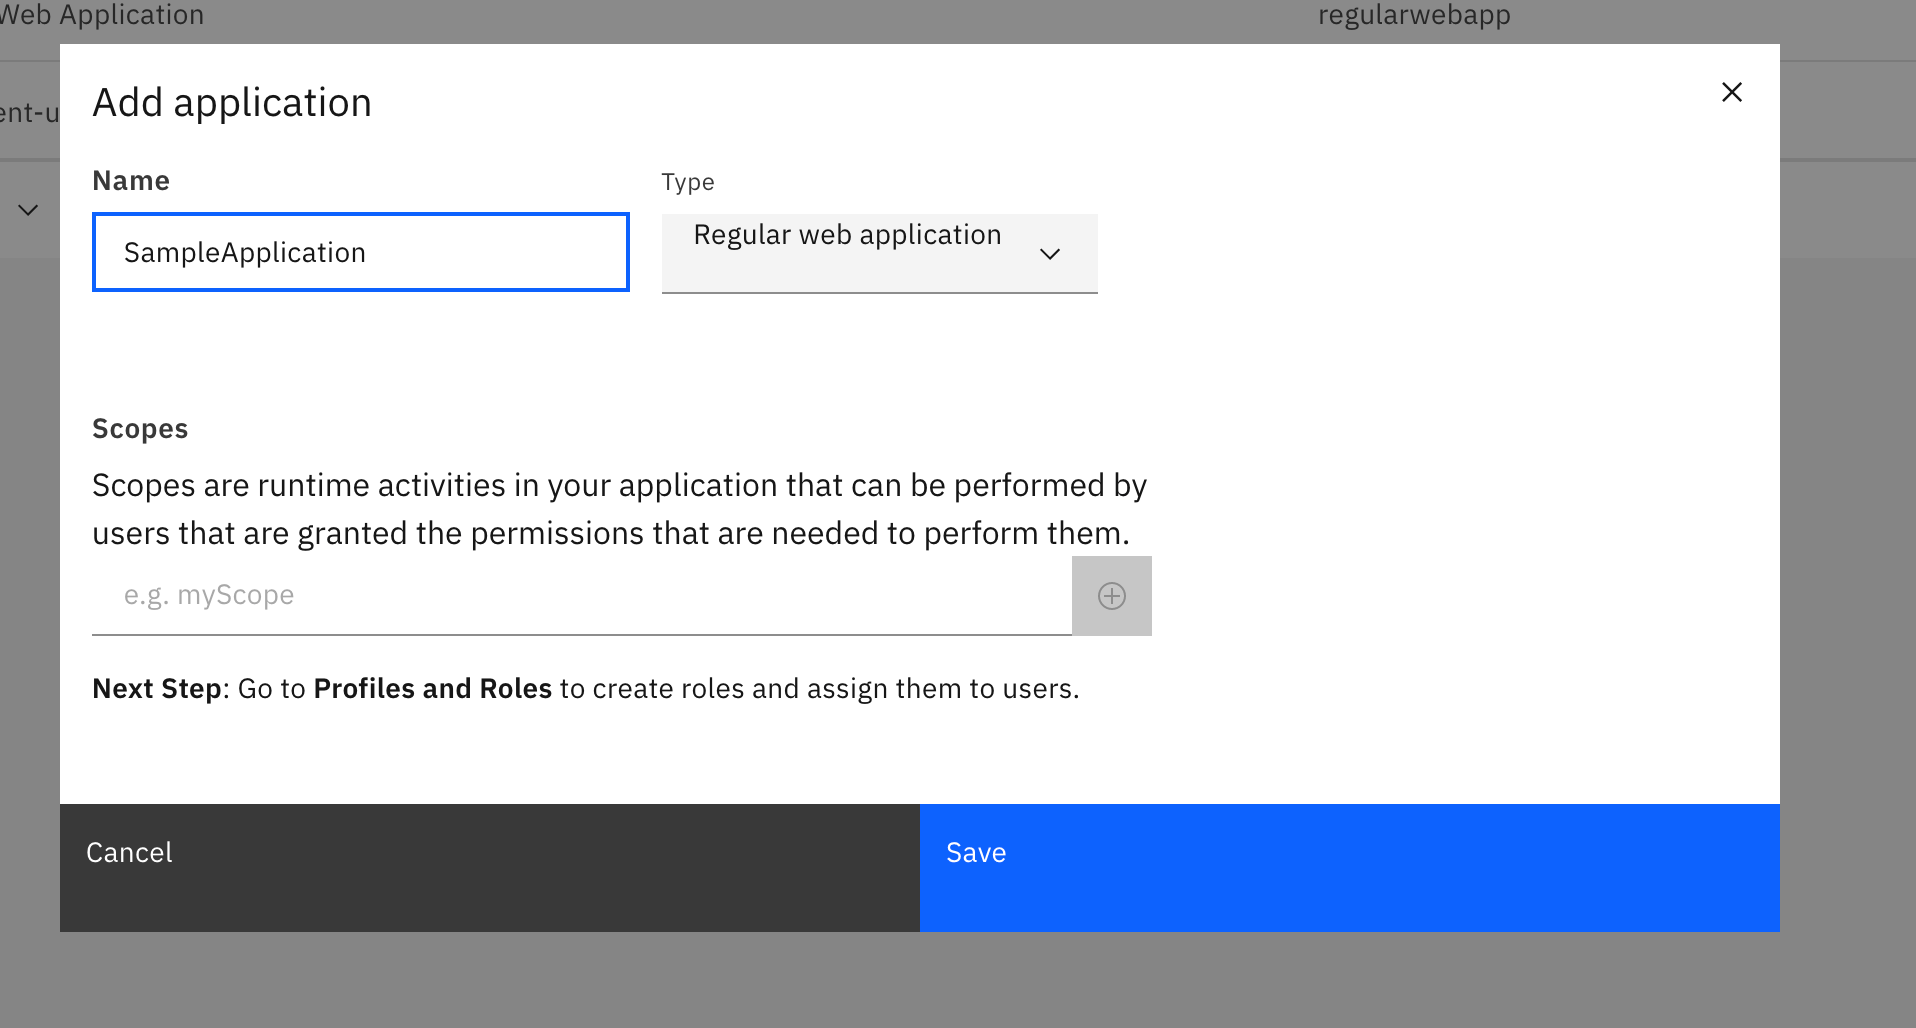 Web Application
regularwebapp
ent-u
Add application
Name
Type
SampleApplication
Regular web application
Scopes
Scopes are runtime activities in your application that can be performed by
users that are granted the permissions that are needed to perform them.
e.g. myScope
Next Step: Go to Profiles and Roles to create roles and assign them to users.
Cancel
Save